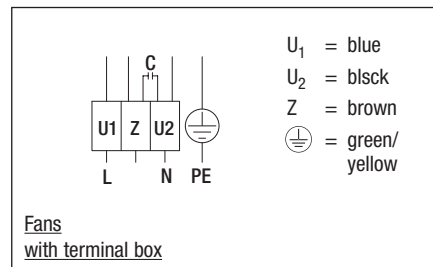 C
U1 Z U2
L N PE
U1 = blue
U2 = blsck
Z = brown
= green/
yellow
Fans
with terminal box